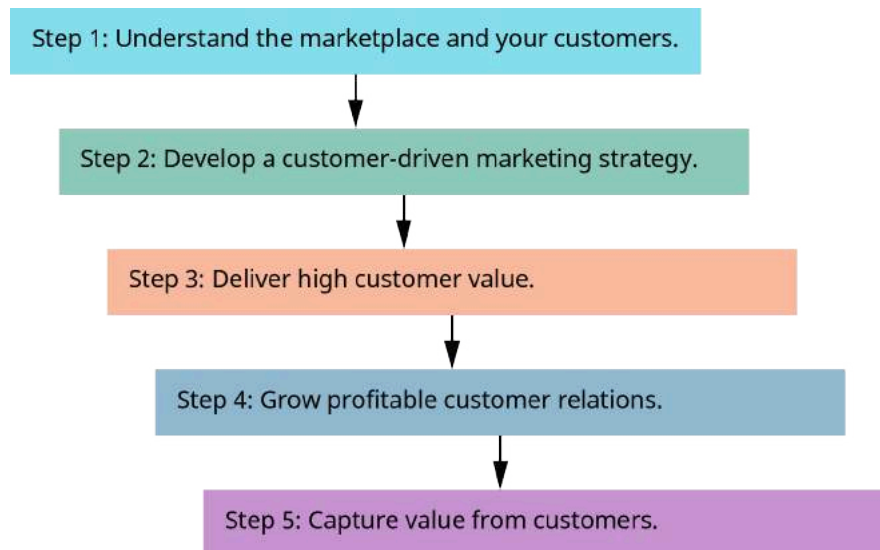 Step 1: Understand the marketplace and your customers.
Step 2: Develop a customer-driven marketing strategy.
Step 3: Deliver high customer value.
Step 4: Grow profitable customer relations.
Step 5: Capture value from customers.